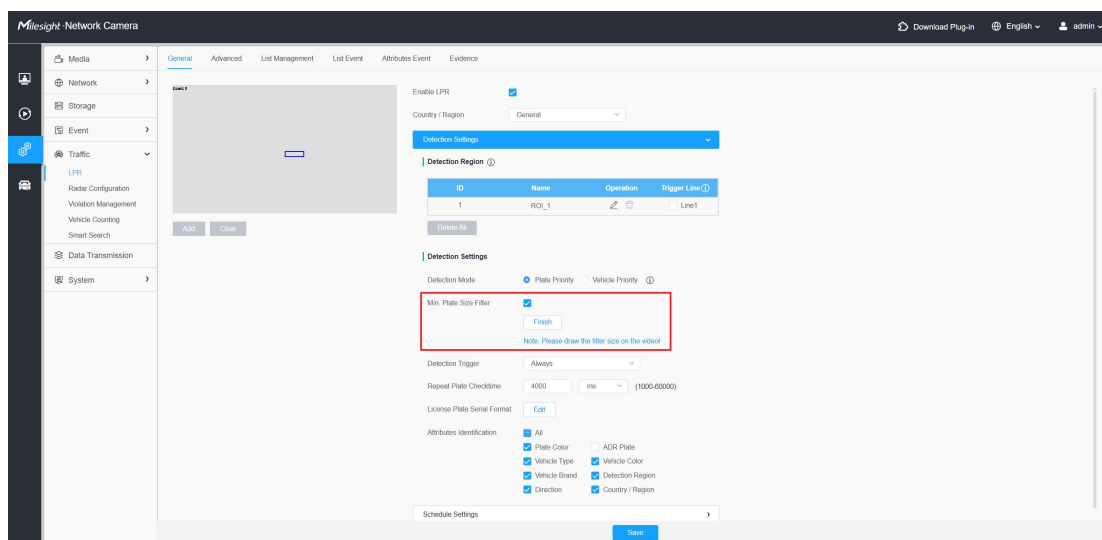 Milesight Network Camera
Download Plug-in
English
admin
Media
Network
Storage
Event
Traffic
LPR
Radar Configuration
Violation Management
Vehicle Counting
Smart Search
Data Transmission
System
General Advanced List Management List Event Attributes Event Evidence
Count: 0
Add Clear
Enable LPR
Country / Region General
Detection Settings
Detection Region
ID Name Operation Trigger Line
1 ROI_1 Line1
Delete All
Detection Settings
Detection Mode Plate Priority Vehicle Priority
Min. Plate Size Filter
Finish
Note: Please draw the filter size on the video!
Detection Trigger Always
Repeat Plate Checktime 4000 ms (1000-60000)
License Plate Serial Format Edit
Attributes Identification All
Plate Color ADR Plate
Vehicle Type Vehicle Color
Vehicle Brand Detection Region
Direction Country / Region
Schedule Settings
Save